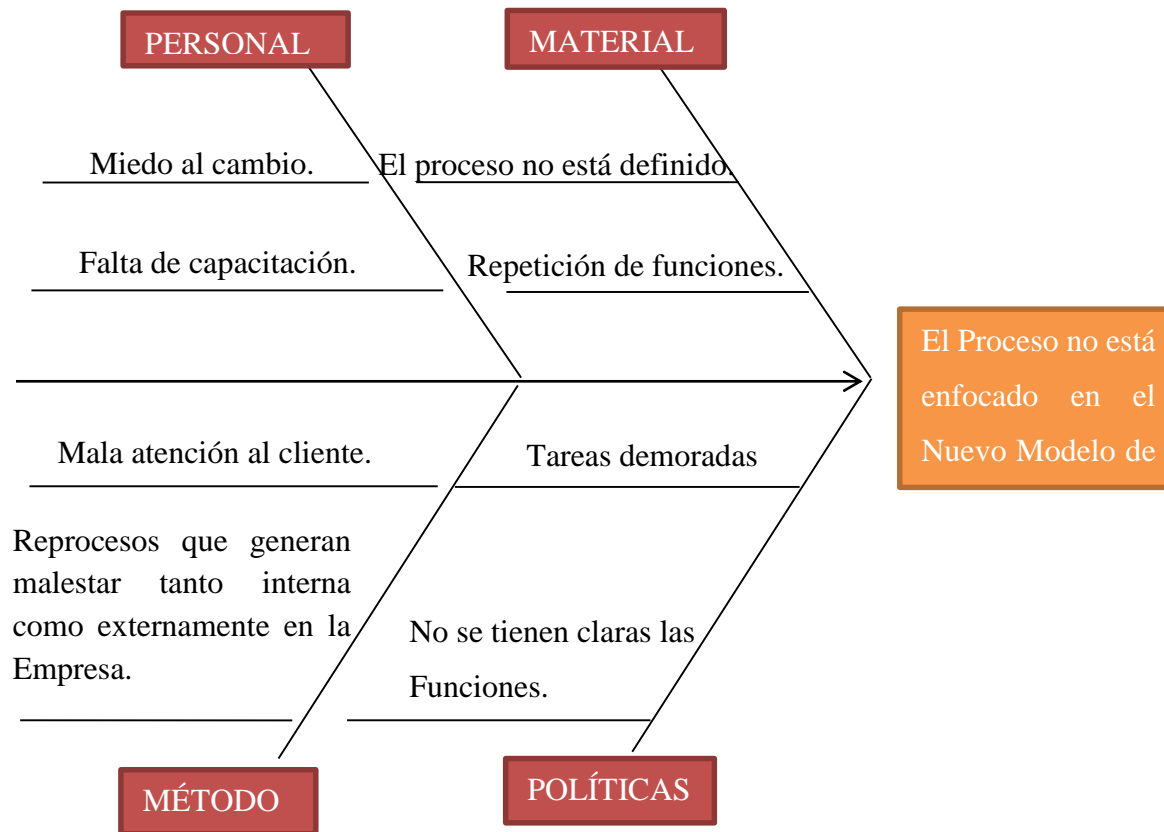 PERSONAL
MATERIAL
Miedo al cambio.
El proceso no está definido.
Falta de capacitación.
Repetición de funciones.
El Proceso no está
enfocado en el
Nuevo Modelo de
Mala atención al cliente.
Tareas demoradas
Reprocesos que generan
malestar tanto interna
como externamente en la
Empresa.
No se tienen claras las
Funciones.
MÉTODO
POLÍTICAS